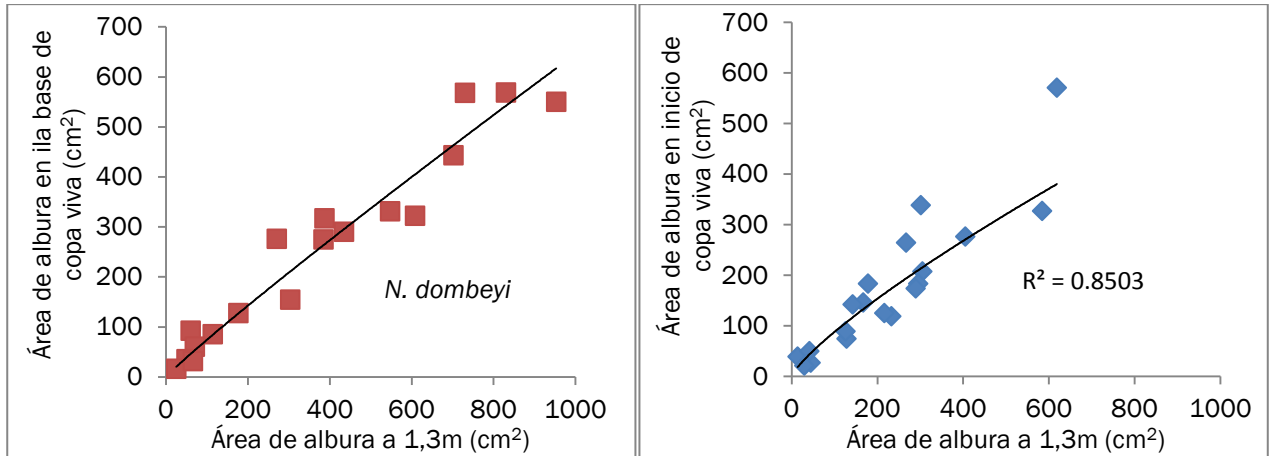 Área de albura en ila base de
copa viva (cm²)
700
600
500
400
300
200
100
0
N. dombeyi
0 200 400 600 800 1000
Área de albura a 1,3m (cm²)
Área de albura en inicio de
copa viva (cm²)
700
600
500
400
300
200
100
0
R² = 0.8503
0 200 400 600 800 1000
Área de albura a 1,3m (cm²)